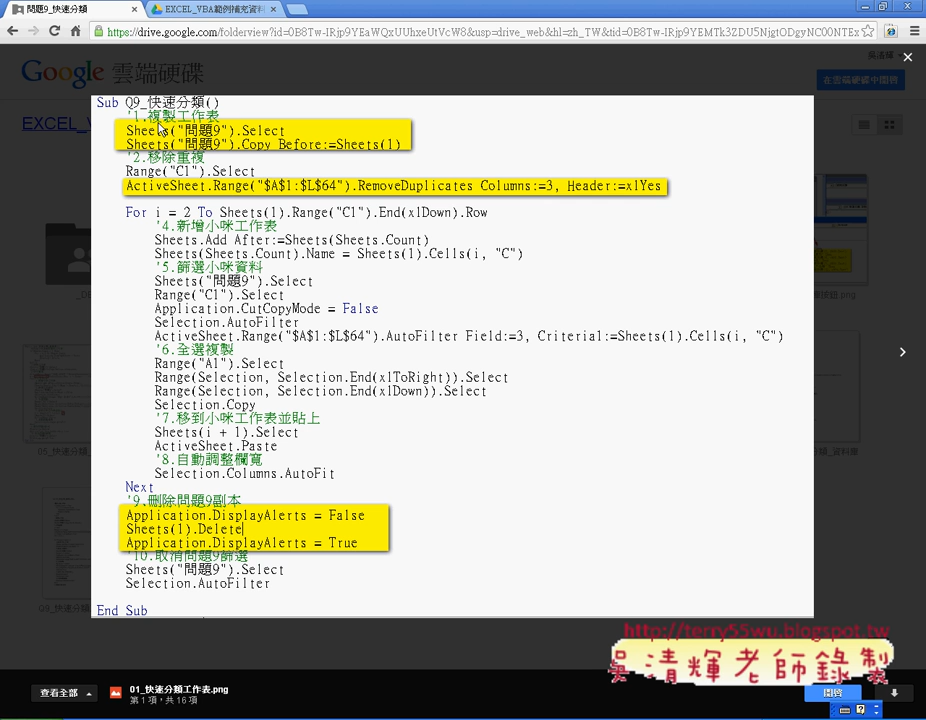 問題9_快速分類
EXCEL_VBA範例補充資料
https://drive.google.com/folderview?id=0B8Tw-IRjp9YEaWQxUUhxeUtVcW8&usp=drive_web&hl=zh_TW&tid=0B8Tw-IRjp9YEMTk3ZDU5NjgtODgyNC00NTEx
Google 雲端硬碟
在雲端硬碟中開啟
EXCEL_V
Sub Q9_快速分類()
'1.複製工作表
Sheets("問題9").Select
Sheets("問題9").Copy Before:=Sheets(1)
'2.移除重複
Range("C1").Select
ActiveSheet.Range("$A$1:$L$64").RemoveDuplicates Columns:=3, Header:=xlYes
For i = 2 To Sheets(1).Range("C1").End(xlDown).Row
'4.新增小咪工作表
Sheets.Add After:=Sheets(Sheets.Count)
Sheets(Sheets.Count).Name = Sheets(1).Cells(i, "C")
'5.篩選小咪資料
Sheets("問題9").Select
Range("C1").Select
Application.CutCopyMode = False
Selection.AutoFilter
ActiveSheet.Range("$A$1:$L$64").AutoFilter Field:=3, Criteria1:=Sheets(1).Cells(i, "C")
'6.全選複製
Range("A1").Select
Range(Selection, Selection.End(xlToRight)).Select
Range(Selection, Selection.End(xlDown)).Select
Selection.Copy
'7.移到小咪工作表並貼上
Sheets(i + 1).Select
ActiveSheet.Paste
'8.自動調整欄寬
Selection.Columns.AutoFit
Next
'9.刪除問題9副本
Application.DisplayAlerts = False
Sheets(1).Delete
Application.DisplayAlerts = True
'10.取消問題9篩選
Sheets("問題9").Select
Selection.AutoFilter
End Sub
http://terry55wu.blogspot.tw
吳清輝老師錄製
查看全部
01_快速分類工作表.png
第 1 項，共 16 項
開啟